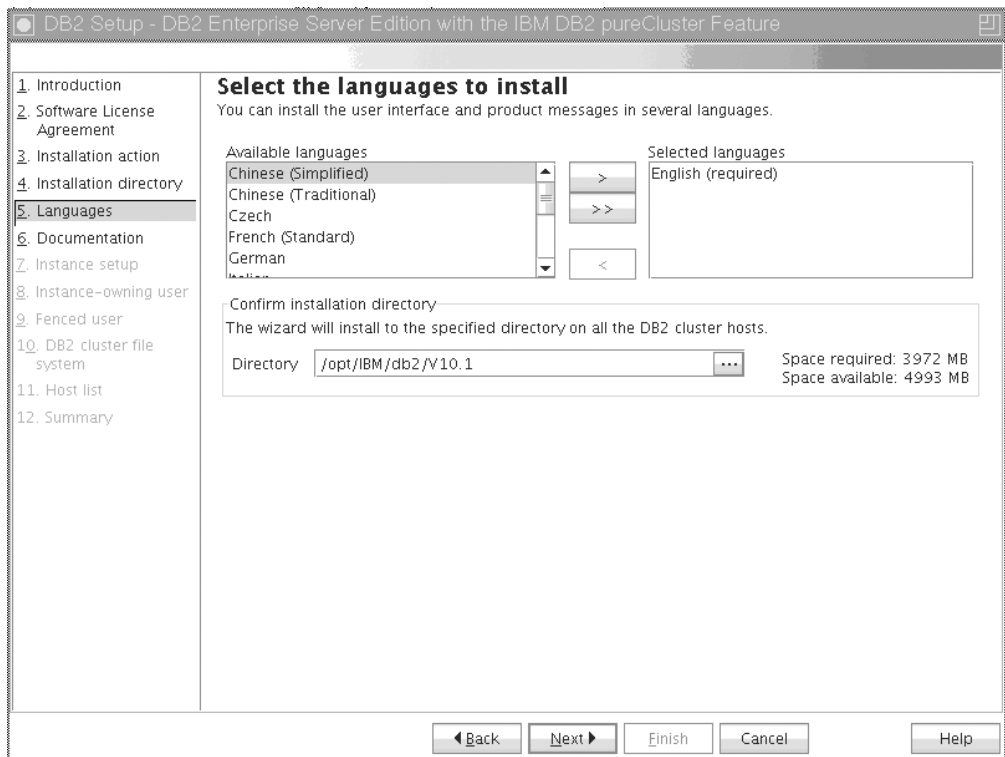 DB2 Setup - DB2 Enterprise Server Edition with the IBM DB2 pureCluster Feature
1. Introduction
2. Software License
Agreement
3. Installation action
4. Installation directory
5. Languages
6. Documentation
7. Instance setup
8. Instance-owning user
9. Fenced user
10. DB2 cluster file
system
11. Host list
12. Summary
Select the languages to install
You can install the user interface and product messages in several languages.
Available languages
Chinese (Simplified)
Chinese (Traditional)
Czech
French (Standard)
German
>
>>
<
Selected languages
English (required)
Confirm installation directory
The wizard will install to the specified directory on all the DB2 cluster hosts.
Directory /opt/IBM/db2/V10.1 ...
Space required: 3972 MB
Space available: 4993 MB
Back Next Finish Cancel Help